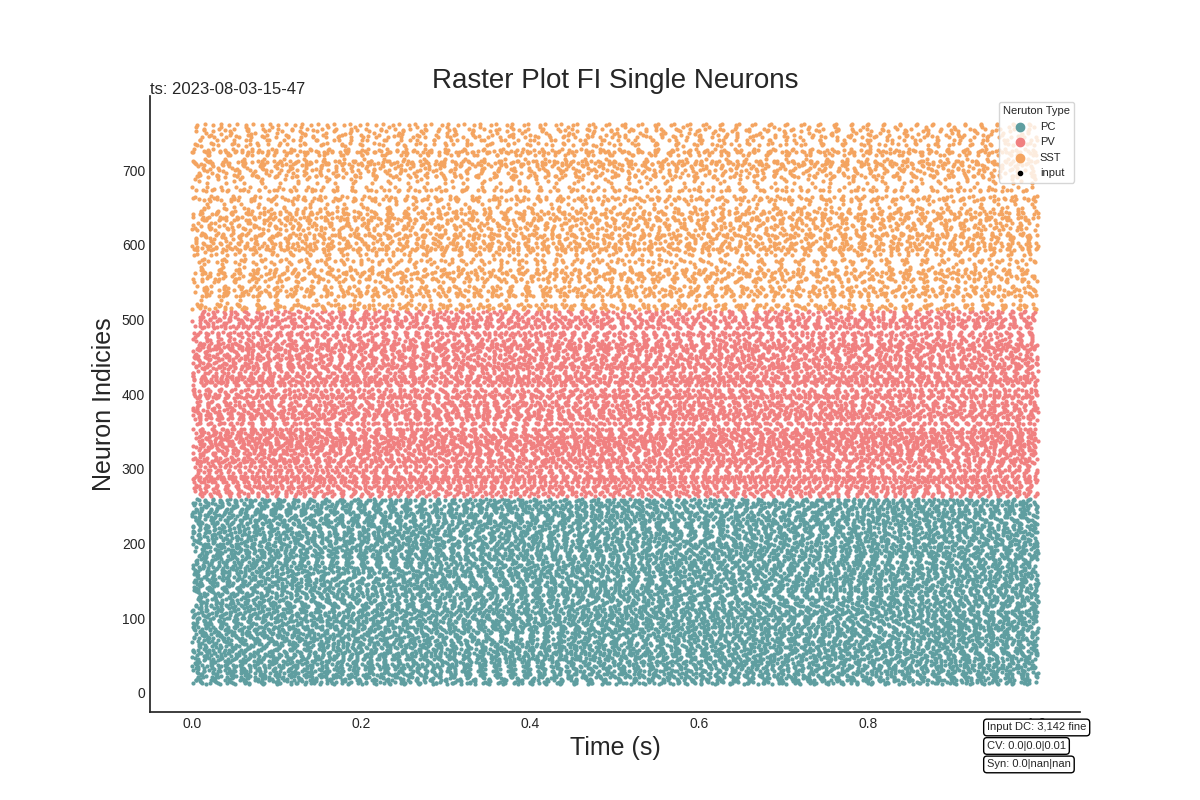 Raster Plot FI Single Neurons
ts: 2023-08-03-15-47
Neruton Type
PC
PV
SST
input
Neuron Indicies
700
600
500
400
300
200
100
0
0.0 0.2 0.4 0.6 0.8
Time (s)
Input DC: 3,142 fine
CV: 0.0|0.0|0.01
Syn: 0.0|nan|nan